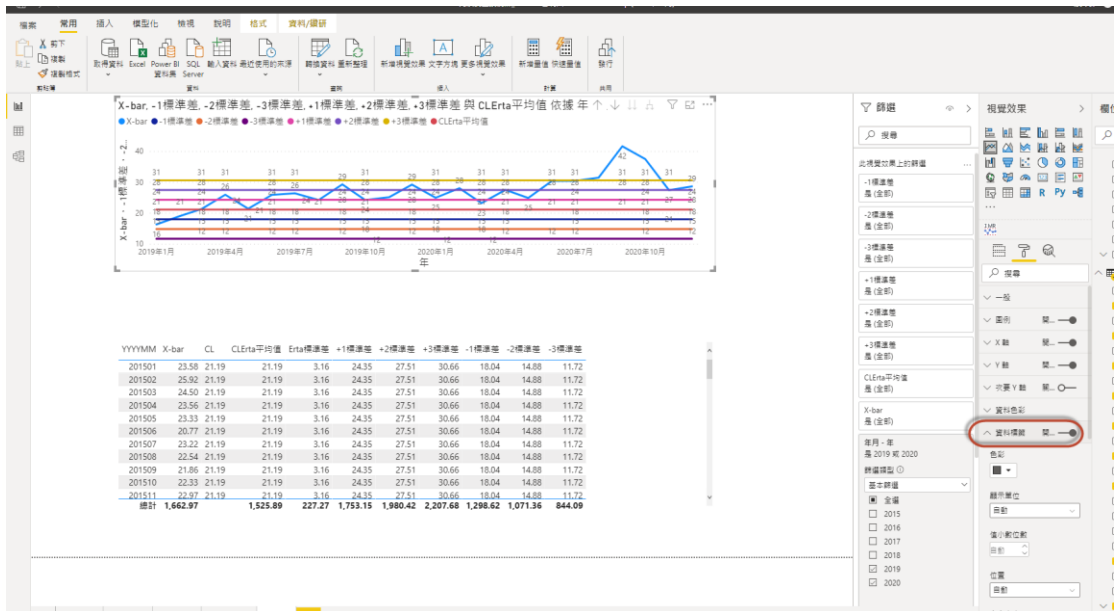 檔案 常用 插入 模型化 檢視 說明 格式 資料/鑽研
貼上
剪下
複製
複製格式
剪貼簿
取得資料 Excel Power BI 資料集 SQL Server 輸入資料 最近使用的來源
資料
轉換資料 重新整理
查詢
新增視覺效果 文字方塊 更多視覺效果
插入
新增量值 快速量值
計算
發行
共用
X-bar, -1標準差, -2標準差, -3標準差, +1標準差, +2標準差, +3標準差 與 CLErta平均值 依據 年
X-bar -1標準差 -2標準差 -3標準差 +1標準差 +2標準差 +3標準差 CLErta平均值
X-bar, -1標準差, -2...
40
30
20
10
42
2019年1月 2019年4月 2019年7月 2019年10月 2020年1月 2020年4月 2020年7月 2020年10月
年
YYYYMM X-bar CL CLErta平均值 Erta標準差 +1標準差 +2標準差 +3標準差 -1標準差 -2標準差 -3標準差
201501 23.58 21.19 21.19 3.16 24.35 27.51 30.66 18.04 14.88 11.72
201502 25.92 21.19 21.19 3.16 24.35 27.51 30.66 18.04 14.88 11.72
201503 24.50 21.19 21.19 3.16 24.35 27.51 30.66 18.04 14.88 11.72
201504 23.56 21.19 21.19 3.16 24.35 27.51 30.66 18.04 14.88 11.72
201505 23.33 21.19 21.19 3.16 24.35 27.51 30.66 18.04 14.88 11.72
201506 20.77 21.19 21.19 3.16 24.35 27.51 30.66 18.04 14.88 11.72
201507 23.22 21.19 21.19 3.16 24.35 27.51 30.66 18.04 14.88 11.72
201508 22.54 21.19 21.19 3.16 24.35 27.51 30.66 18.04 14.88 11.72
201509 21.86 21.19 21.19 3.16 24.35 27.51 30.66 18.04 14.88 11.72
201510 22.33 21.19 21.19 3.16 24.35 27.51 30.66 18.04 14.88 11.72
201511 22.97 21.19 21.19 3.16 24.35 27.51 30.66 18.04 14.88 11.72
總計 1,662.97 1,525.89 227.27 1,753.15 1,980.42 2,207.68 1,298.62 1,071.36 844.09
篩選
搜尋
此視覺效果上的篩選 ...
-1標準差
是 (全部)
-2標準差
是 (全部)
-3標準差
是 (全部)
+1標準差
是 (全部)
+2標準差
是 (全部)
+3標準差
是 (全部)
CLErta平均值
是 (全部)
X-bar
是 (全部)
年月 - 年
是 2019 或 2020
篩選類型
基本篩選
全選
2015
2016
2017
2018
2019
2020
視覺效果
R Py
...
搜尋
一般
圖例 開...
X 軸 開...
Y 軸 開...
次要 Y 軸 關...
資料色彩
資料標籤 開...
色彩
顯示單位
自動
值小數位數
自動
位置
自動